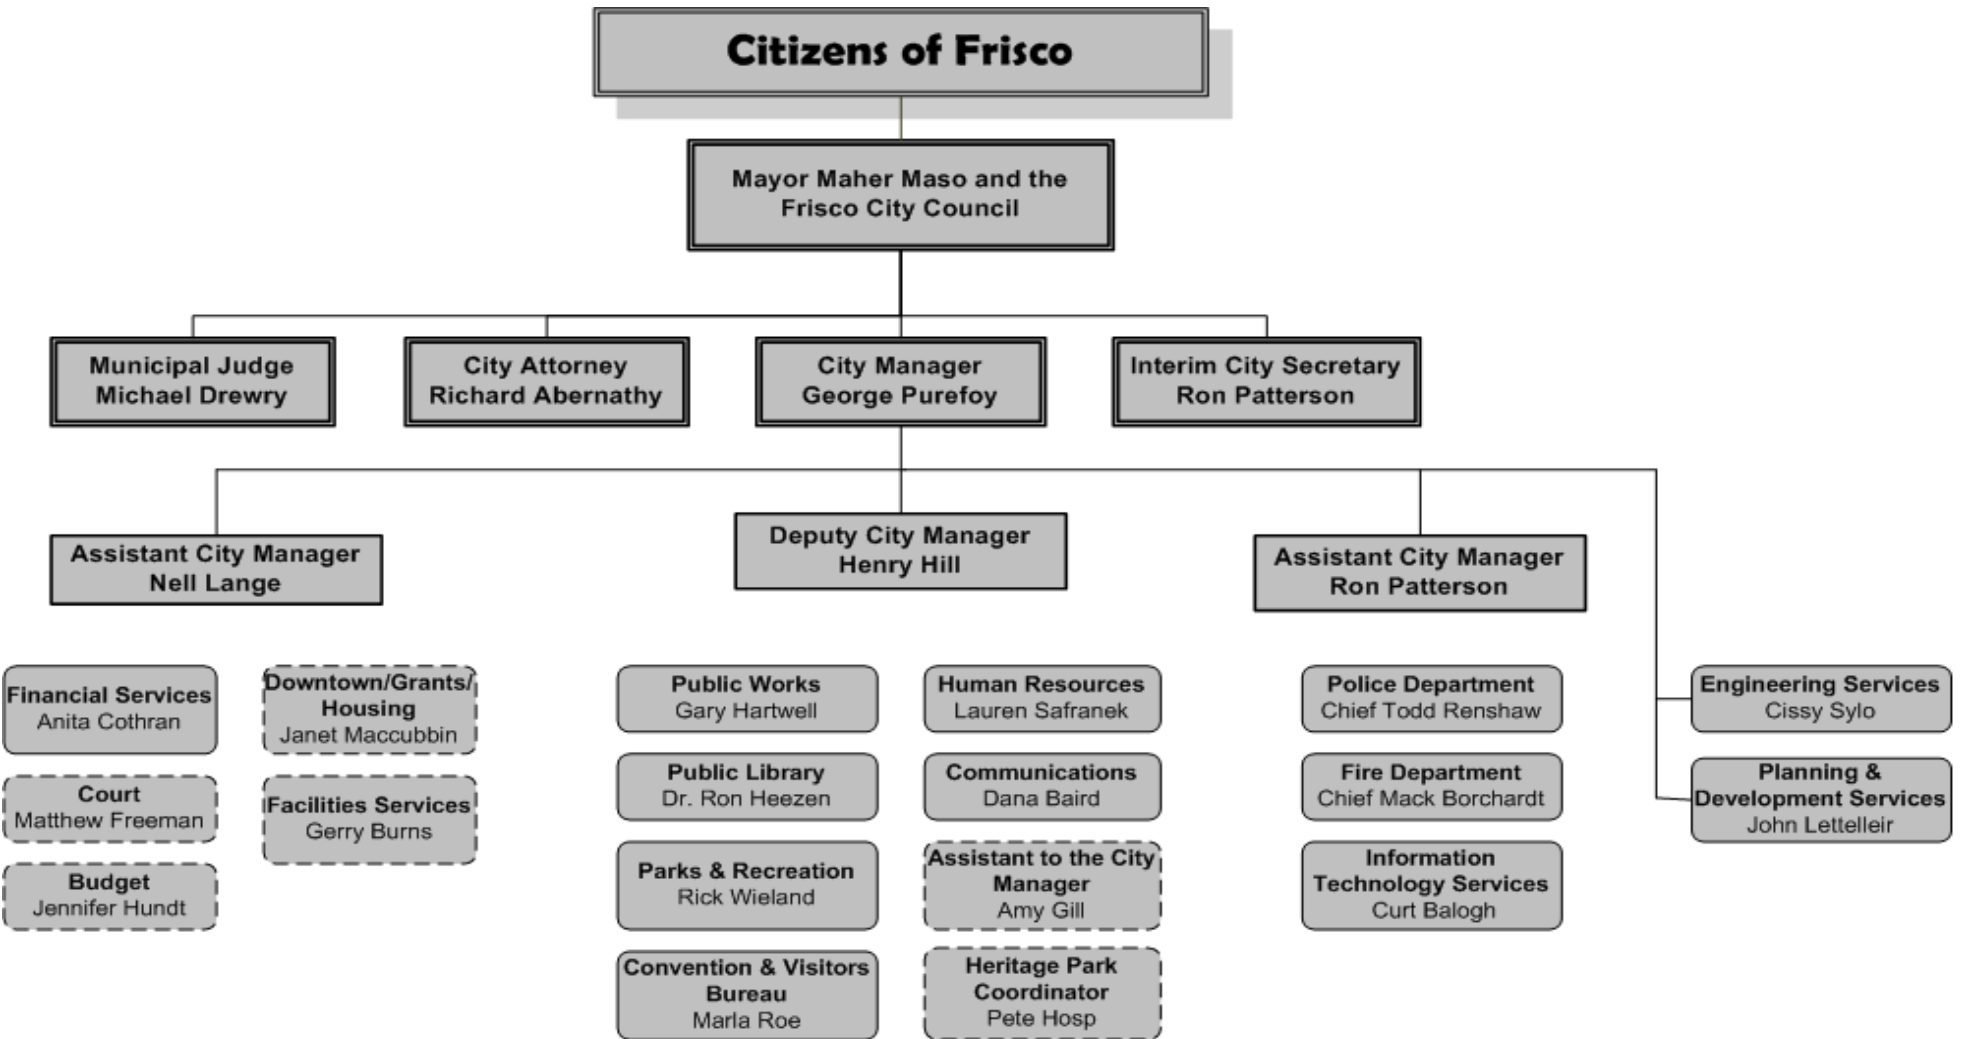 Citizens of Frisco
Mayor Maher Maso and the
Frisco City Council
Municipal Judge
Michael Drewry
City Attorney
Richard Abernathy
City Manager
George Purefoy
Interim City Secretary
Ron Patterson
Assistant City Manager
Nell Lange
Deputy City Manager
Henry Hill
Assistant City Manager
Ron Patterson
Financial Services
Anita Cothran
Court
Matthew Freeman
Budget
Jennifer Hundt
Downtown/Grants/
Housing
Janet Maccubbin
Facilities Services
Gerry Burns
Public Works
Gary Hartwell
Public Library
Dr. Ron Heezen
Parks & Recreation
Rick Wieland
Convention & Visitors
Bureau
Marla Roe
Human Resources
Lauren Safranek
Communications
Dana Baird
Assistant to the City
Manager
Amy Gill
Heritage Park
Coordinator
Pete Hosp
Police Department
Chief Todd Renshaw
Fire Department
Chief Mack Borchardt
Information
Technology Services
Curt Balogh
Engineering Services
Cissy Sylo
Planning &
Development Services
John Lettelleir